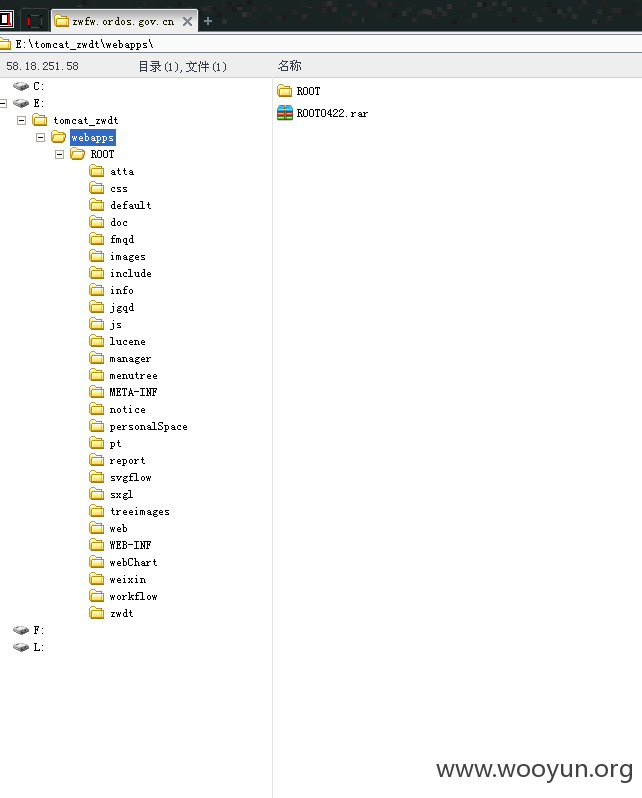 zwfw.ordos.gov.cn
E:\tomcat_zwdt\webapps\
58.18.251.58 目录(1),文件(1) 名称
C:
E:
tomcat_zwdt
webapps
ROOT
atta
css
default
doc
fmqd
images
include
info
jgqd
js
lucene
manager
menutree
META-INF
notice
personalSpace
pt
report
svgflow
sxgl
treeimages
web
WEB-INF
webChart
weixin
workflow
zwdt
F:
L:
ROOT
ROOT0422.rar
www.wooyun.org